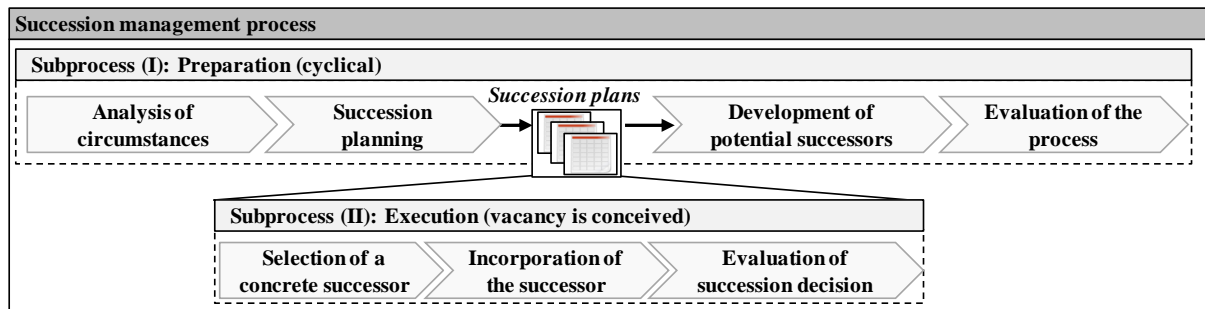 Succession management process
Subprocess (I): Preparation (cyclical)
Analysis of
circumstances
Succession
planning
Succession plans
Development of
potential successors
Evaluation of the
process
Subprocess (II): Execution (vacancy is conceived)
Selection of a
concrete successor
Incorporation of
the successor
Evaluation of
succession decision